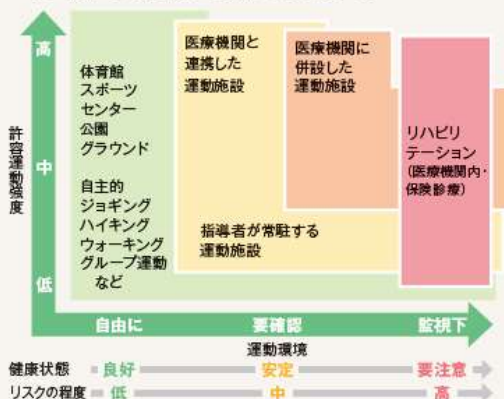 許容運動強度
高
中
低
体育館
スポーツ
センター
公園
グラウンド
自主的
ジョギング
ハイキング
ウォーキング
グループ運動
など
医療機関と
連携した
運動施設
医療機関に
併設した
運動施設
指導者が常駐する
運動施設
リハビリ
テーション
(医療機関内・
保険診療)
自由に 要確認 監視下
運動環境
健康状態 良好 安定 要注意
リスクの程度 低 中 高